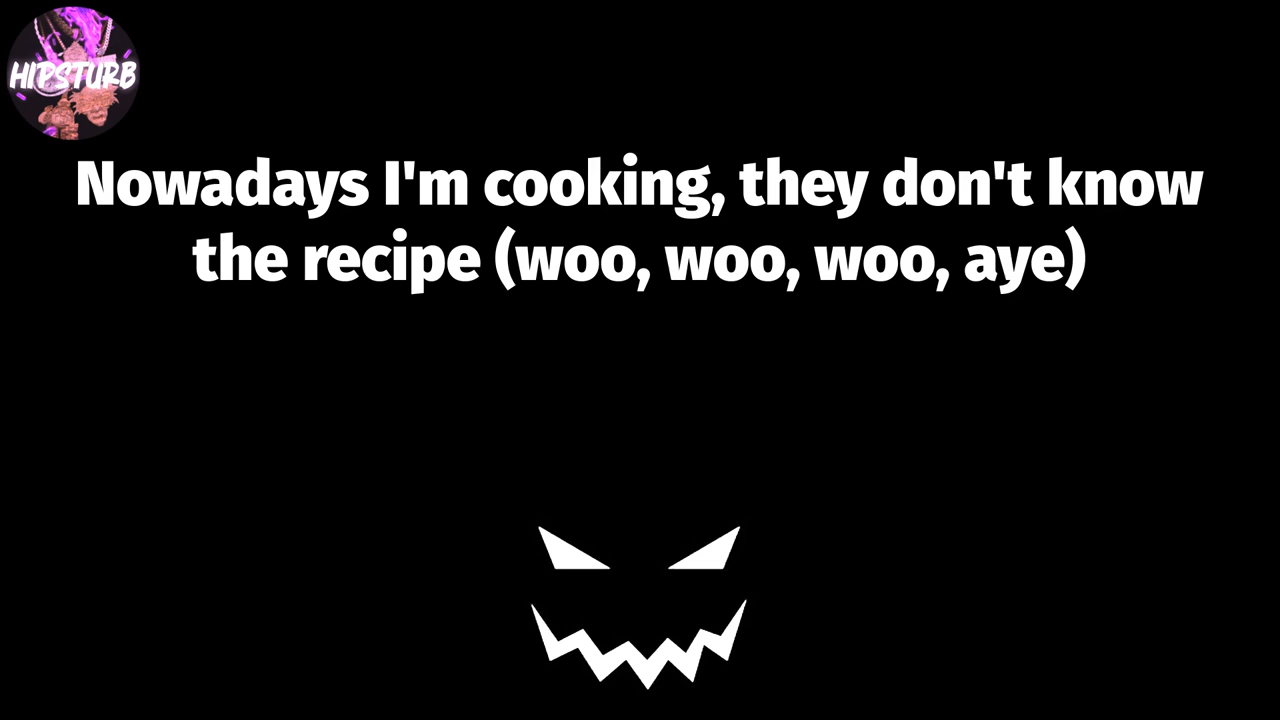 HIPSTURB
Nowadays I'm cooking, they don't know
the recipe (woo, woo, woo, aye)